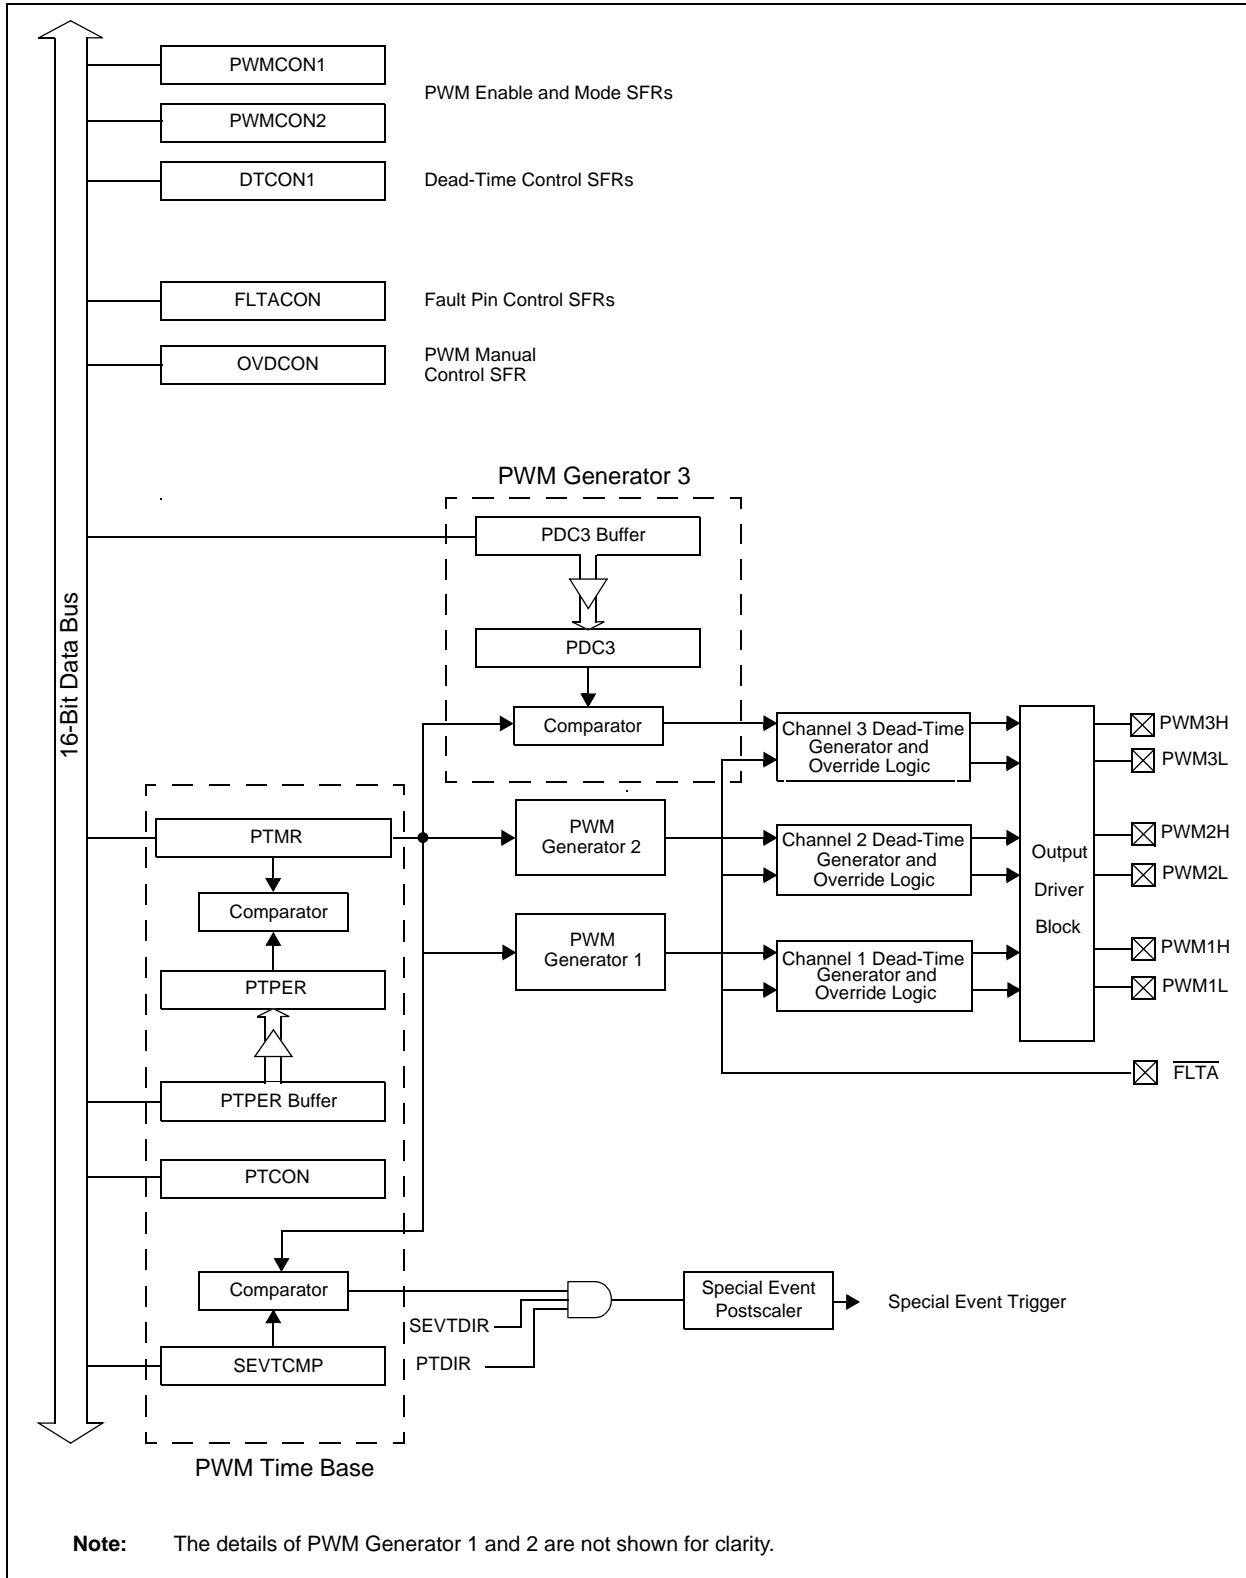 PWMCON1
PWM Enable and Mode SFRs
PWMCON2
DTCON1
Dead-Time Control SFRs
FLTACON
Fault Pin Control SFRs
OVDCON
PWM Manual
Control SFR
16-Bit Data Bus
PWM Generator 3
PDC3 Buffer
PDC3
Comparator
Channel 3 Dead-Time
Generator and
Override Logic
PWM3H
PWM3L
PTMR
PWM
Generator 2
Channel 2 Dead-Time
Generator and
Override Logic
PWM2H
PWM2L
Output
Driver
Block
Comparator
PWM
Generator 1
Channel 1 Dead-Time
Generator and
Override Logic
PWM1H
PWM1L
PTPER
FLTA
PTPER Buffer
PTCON
Comparator
SEVTDIR
PTDIR
Special Event
Postscaler
Special Event Trigger
SEVTCMP
PWM Time Base
Note: The details of PWM Generator 1 and 2 are not shown for clarity.